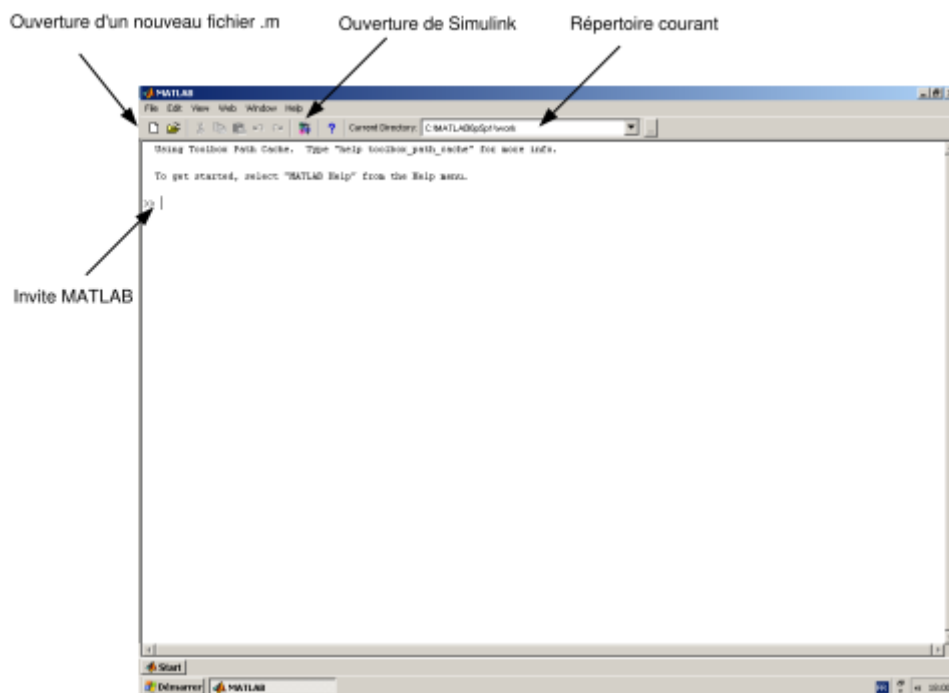 Ouverture d'un nouveau fichier .m
Ouverture de Simulink
Répertoire courant
MATLAB
File Edit View Web Window Help
Current Directory: C:\MATLAB6p5p1\work
Using Toolbox Path Cache. Type "help toolbox_path_cache" for more info.
To get started, select "MATLAB Help" from the Help menu.
>>
Invite MATLAB
Start
Démarrer MATLAB